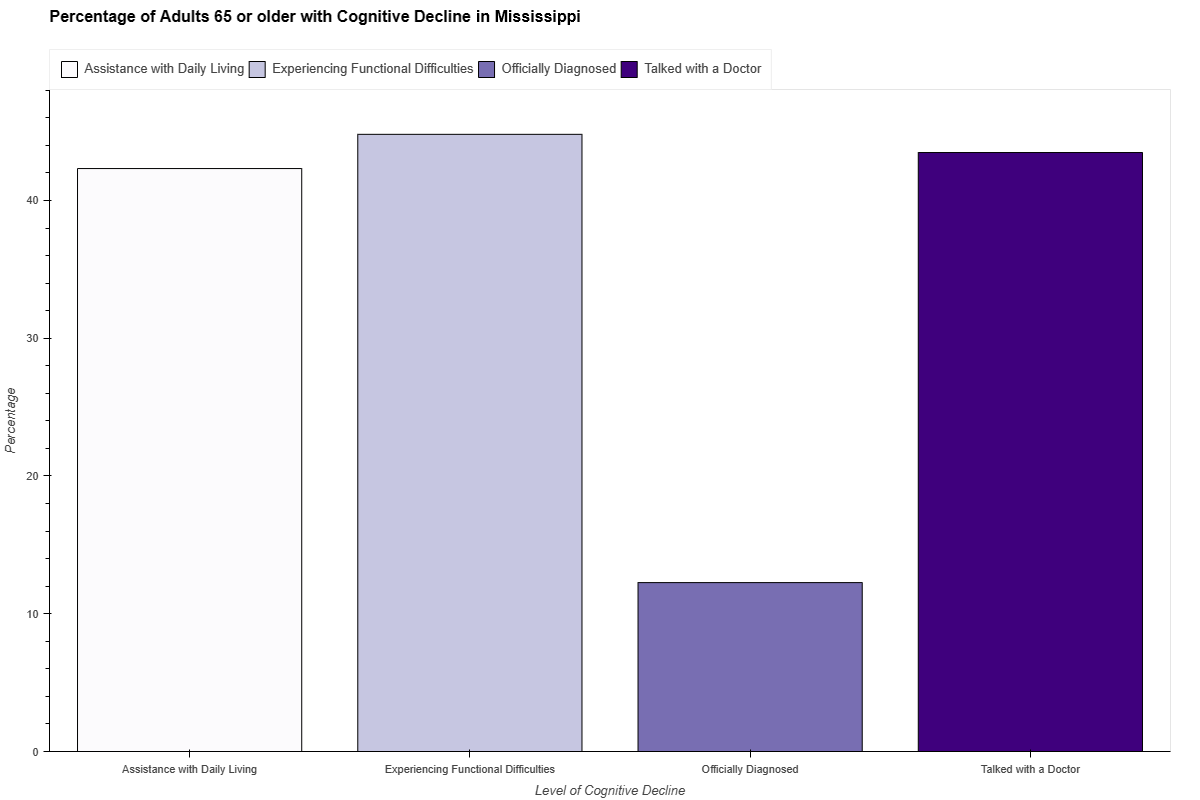 Percentage of Adults 65 or older with Cognitive Decline in Mississippi
Assistance with Daily Living Experiencing Functional Difficulties Officially Diagnosed Talked with a Doctor
40
30
20
10
0
Percentage
Assistance with Daily Living Experiencing Functional Difficulties Officially Diagnosed Talked with a Doctor
Level of Cognitive Decline